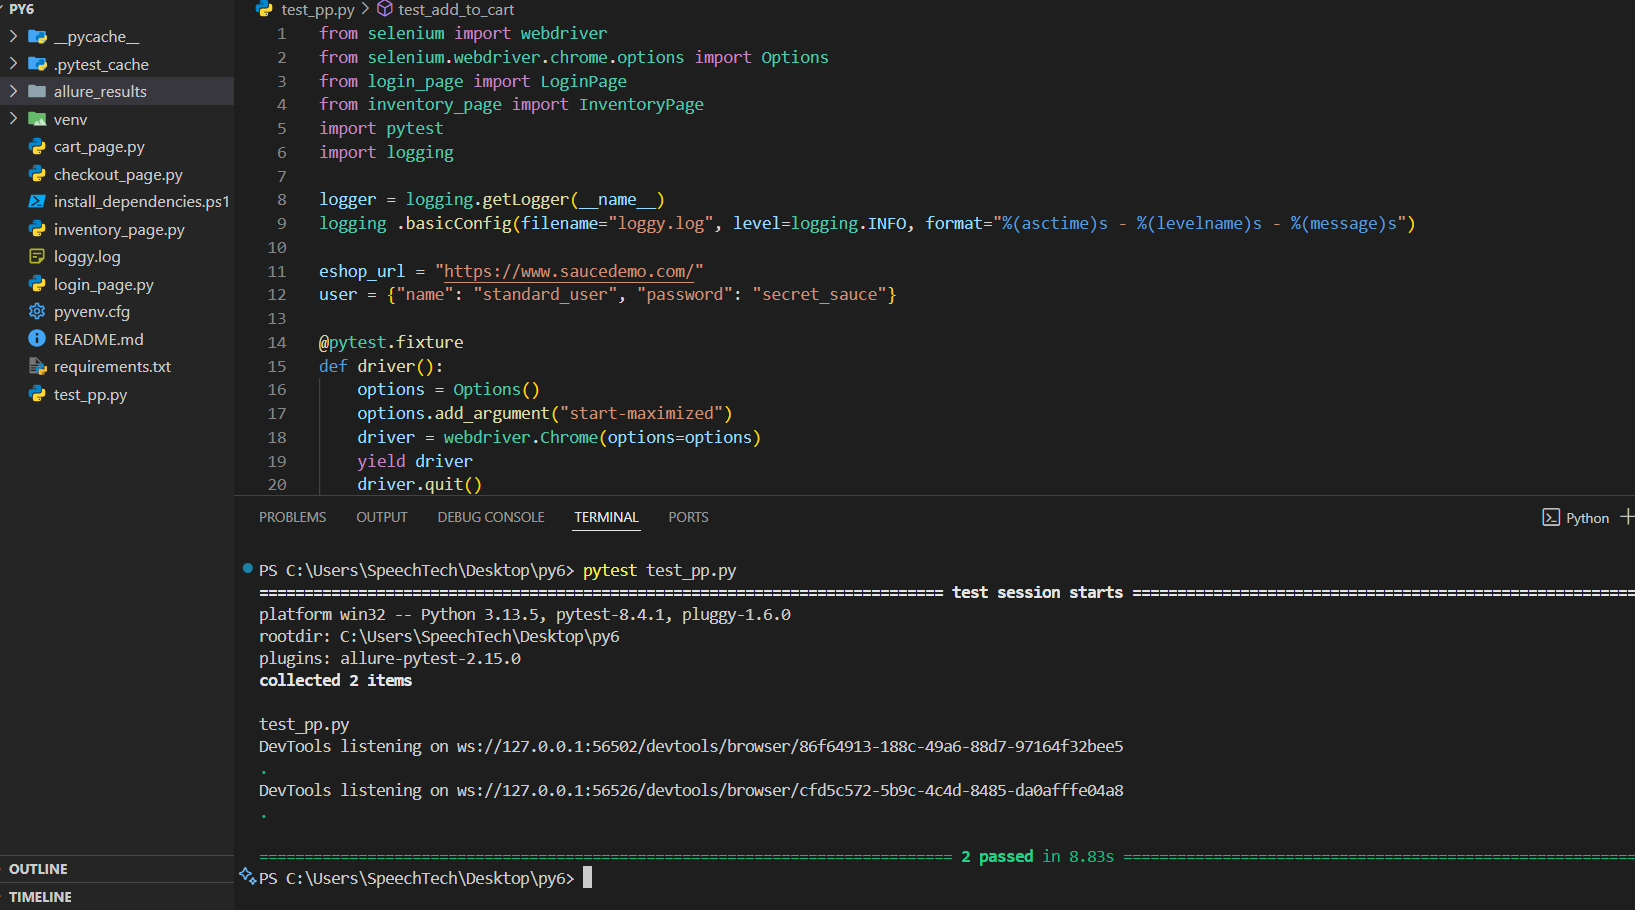 PY6
__pycache__
.pytest_cache
allure_results
venv
cart_page.py
checkout_page.py
install_dependencies.ps1
inventory_page.py
loggy.log
login_page.py
pyvenv.cfg
README.md
requirements.txt
test_pp.py
OUTLINE
TIMELINE
test_pp.py > test_add_to_cart
1 from selenium import webdriver
2 from selenium.webdriver.chrome.options import Options
3 from login_page import LoginPage
4 from inventory_page import InventoryPage
5 import pytest
6 import logging
7
8 logger = logging.getLogger(__name__)
9 logging .basicConfig(filename="loggy.log", level=logging.INFO, format="%(asctime)s - %(levelname)s - %(message)s")
10
11 eshop_url = "https://www.saucedemo.com/"
12 user = {"name": "standard_user", "password": "secret_sauce"}
13
14 @pytest.fixture
15 def driver():
16     options = Options()
17     options.add_argument("start-maximized")
18     driver = webdriver.Chrome(options=options)
19     yield driver
20     driver.quit()
PROBLEMS OUTPUT DEBUG CONSOLE TERMINAL PORTS Python
PS C:\Users\SpeechTech\Desktop\py6> pytest test_pp.py
============================================================================ test session starts ========================================================
platform win32 -- Python 3.13.5, pytest-8.4.1, pluggy-1.6.0
rootdir: C:\Users\SpeechTech\Desktop\py6
plugins: allure-pytest-2.15.0
collected 2 items
test_pp.py
DevTools listening on ws://127.0.0.1:56502/devtools/browser/86f64913-188c-49a6-88d7-97164f32bee5
.
DevTools listening on ws://127.0.0.1:56526/devtools/browser/cfd5c572-5b9c-4c4d-8485-da0afffe04a8
.
============================================================================= 2 passed in 8.83s =========================================================
PS C:\Users\SpeechTech\Desktop\py6>